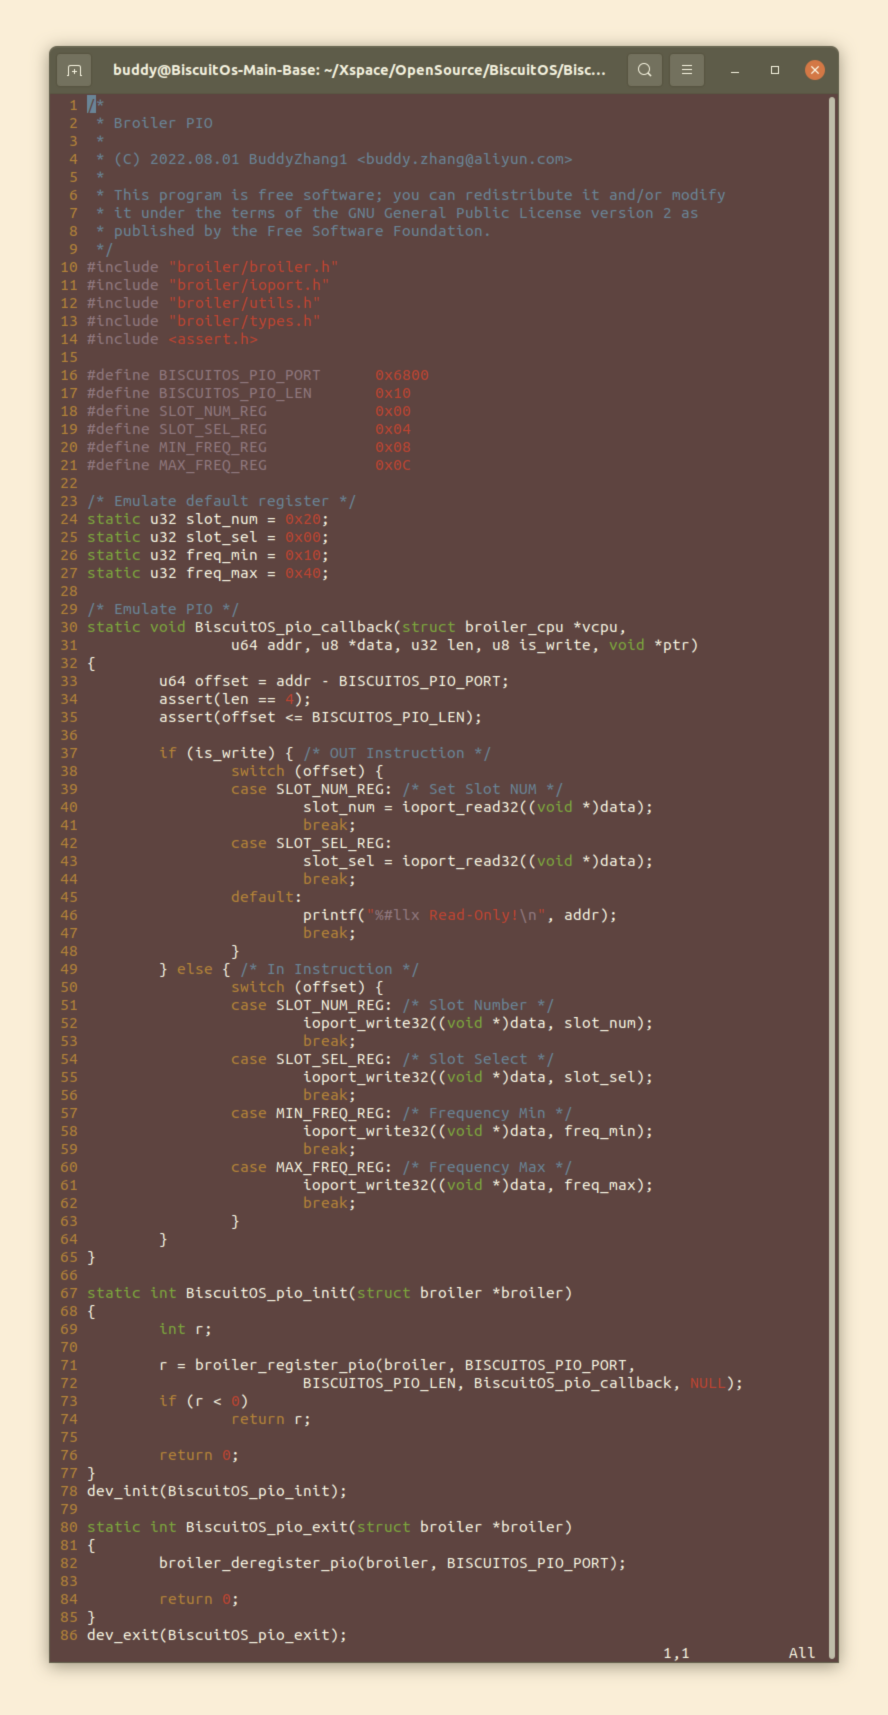 buddy@BiscuitOs-Main-Base: ~/Xspace/OpenSource/BiscuitOS/Bisc...
1 /*
2  * Broiler PIO
3  *
4  * (C) 2022.08.01 BuddyZhang1 <buddy.zhang@aliyun.com>
5  *
6  * This program is free software; you can redistribute it and/or modify
7  * it under the terms of the GNU General Public License version 2 as
8  * published by the Free Software Foundation.
9  */
10 #include "broiler/broiler.h"
11 #include "broiler/ioport.h"
12 #include "broiler/utils.h"
13 #include "broiler/types.h"
14 #include <assert.h>
15
16 #define BISCUITOS_PIO_PORT      0x6800
17 #define BISCUITOS_PIO_LEN       0x10
18 #define SLOT_NUM_REG            0x00
19 #define SLOT_SEL_REG            0x04
20 #define MIN_FREQ_REG            0x08
21 #define MAX_FREQ_REG            0x0C
22
23 /* Emulate default register */
24 static u32 slot_num = 0x20;
25 static u32 slot_sel = 0x00;
26 static u32 freq_min = 0x10;
27 static u32 freq_max = 0x40;
28
29 /* Emulate PIO */
30 static void BiscuitOS_pio_callback(struct broiler_cpu *vcpu,
31                 u64 addr, u8 *data, u32 len, u8 is_write, void *ptr)
32 {
33         u64 offset = addr - BISCUITOS_PIO_PORT;
34         assert(len == 4);
35         assert(offset <= BISCUITOS_PIO_LEN);
36
37         if (is_write) { /* OUT Instruction */
38                 switch (offset) {
39                 case SLOT_NUM_REG: /* Set Slot NUM */
40                         slot_num = ioport_read32((void *)data);
41                         break;
42                 case SLOT_SEL_REG:
43                         slot_sel = ioport_read32((void *)data);
44                         break;
45                 default:
46                         printf("%#llx Read-Only!\n", addr);
47                         break;
48                 }
49         } else { /* In Instruction */
50                 switch (offset) {
51                 case SLOT_NUM_REG: /* Slot Number */
52                         ioport_write32((void *)data, slot_num);
53                         break;
54                 case SLOT_SEL_REG: /* Slot Select */
55                         ioport_write32((void *)data, slot_sel);
56                         break;
57                 case MIN_FREQ_REG: /* Frequency Min */
58                         ioport_write32((void *)data, freq_min);
59                         break;
60                 case MAX_FREQ_REG: /* Frequency Max */
61                         ioport_write32((void *)data, freq_max);
62                         break;
63                 }
64         }
65 }
66
67 static int BiscuitOS_pio_init(struct broiler *broiler)
68 {
69         int r;
70
71         r = broiler_register_pio(broiler, BISCUITOS_PIO_PORT,
72                         BISCUITOS_PIO_LEN, BiscuitOS_pio_callback, NULL);
73         if (r < 0)
74                 return r;
75
76         return 0;
77 }
78 dev_init(BiscuitOS_pio_init);
79
80 static int BiscuitOS_pio_exit(struct broiler *broiler)
81 {
82         broiler_deregister_pio(broiler, BISCUITOS_PIO_PORT);
83
84         return 0;
85 }
86 dev_exit(BiscuitOS_pio_exit);
1,1 All